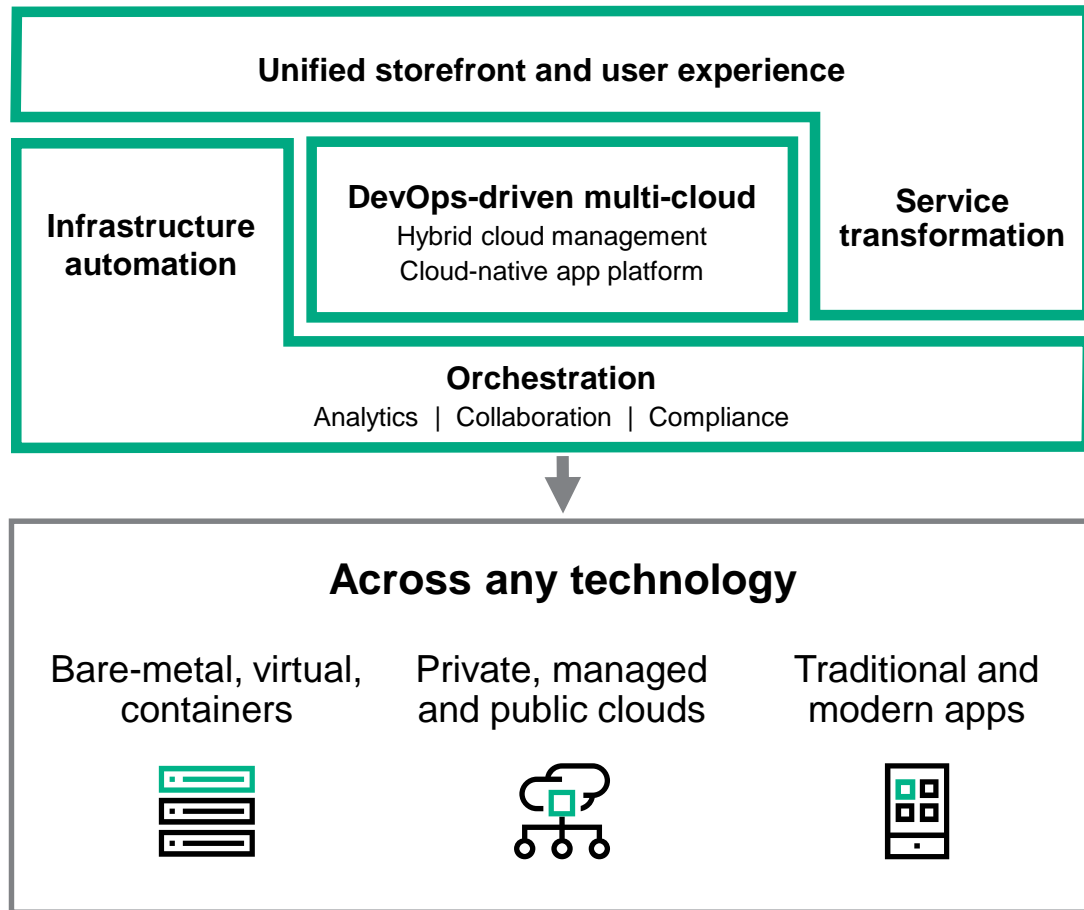 Unified storefront and user experience
Infrastructure
automation
DevOps-driven multi-cloud
Hybrid cloud management
Cloud-native app platform
Service
transformation
Orchestration
Analytics | Collaboration | Compliance
Across any technology
Bare-metal, virtual,
containers
Private, managed
and public clouds
Traditional and
modern apps